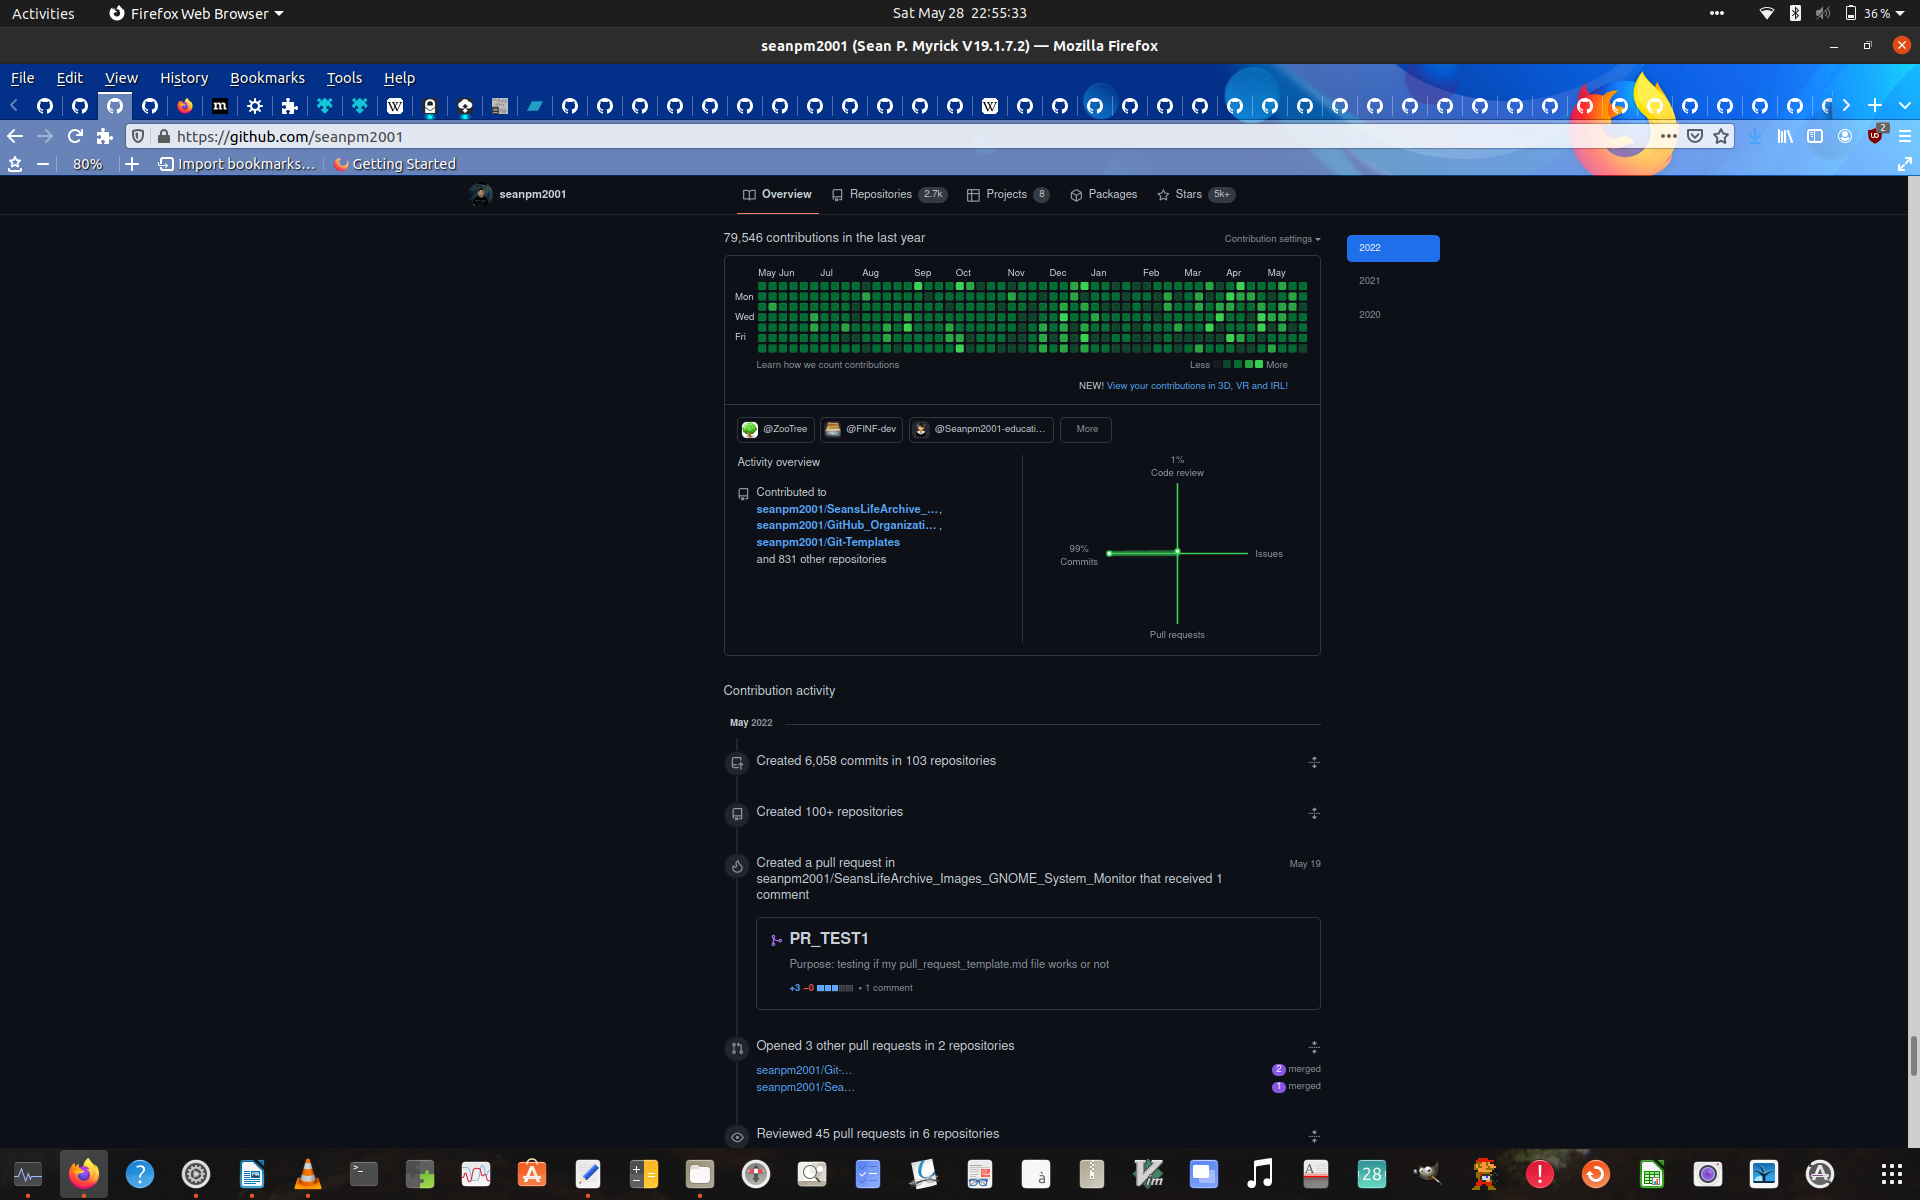 Activities
Firefox Web Browser
Sat May 28 22:55:33
36 %
seanpm2001 (Sean P. Myrick V19.1.7.2) — Mozilla Firefox
File Edit View History Bookmarks Tools Help
https://github.com/seanpm2001
2
80%
Import bookmarks...
Getting Started
seanpm2001
Overview
Repositories 2.7k
Projects 8
Packages
Stars 5k+
79,546 contributions in the last year
Contribution settings
2022
2021
2020
May Jun Jul Aug Sep Oct Nov Dec Jan Feb Mar Apr May
Mon
Wed
Fri
Learn how we count contributions
Less More
NEW! View your contributions in 3D, VR and IRL!
@ZooTree
@FINF-dev
@Seanpm2001-educati...
More
Activity overview
Contributed to
seanpm2001/SeansLifeArchive_... ,
seanpm2001/GitHub_Organizati... ,
seanpm2001/Git-Templates
and 831 other repositories
1%
Code review
99%
Commits
Issues
Pull requests
Contribution activity
May 2022
Created 6,058 commits in 103 repositories
Created 100+ repositories
Created a pull request in
seanpm2001/SeansLifeArchive_Images_GNOME_System_Monitor that received 1
comment
May 19
PR_TEST1
Purpose: testing if my pull_request_template.md file works or not
+3 −0 • 1 comment
Opened 3 other pull requests in 2 repositories
seanpm2001/Git-...
2 merged
seanpm2001/Sea...
1 merged
Reviewed 45 pull requests in 6 repositories
28